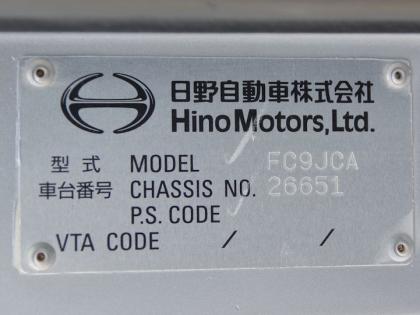 日野自動車株式会社
Hino Motors, Ltd.
型式 MODEL FC9JCA
車台番号 CHASSIS NO. 26651
P.S. CODE
VTA CODE / /